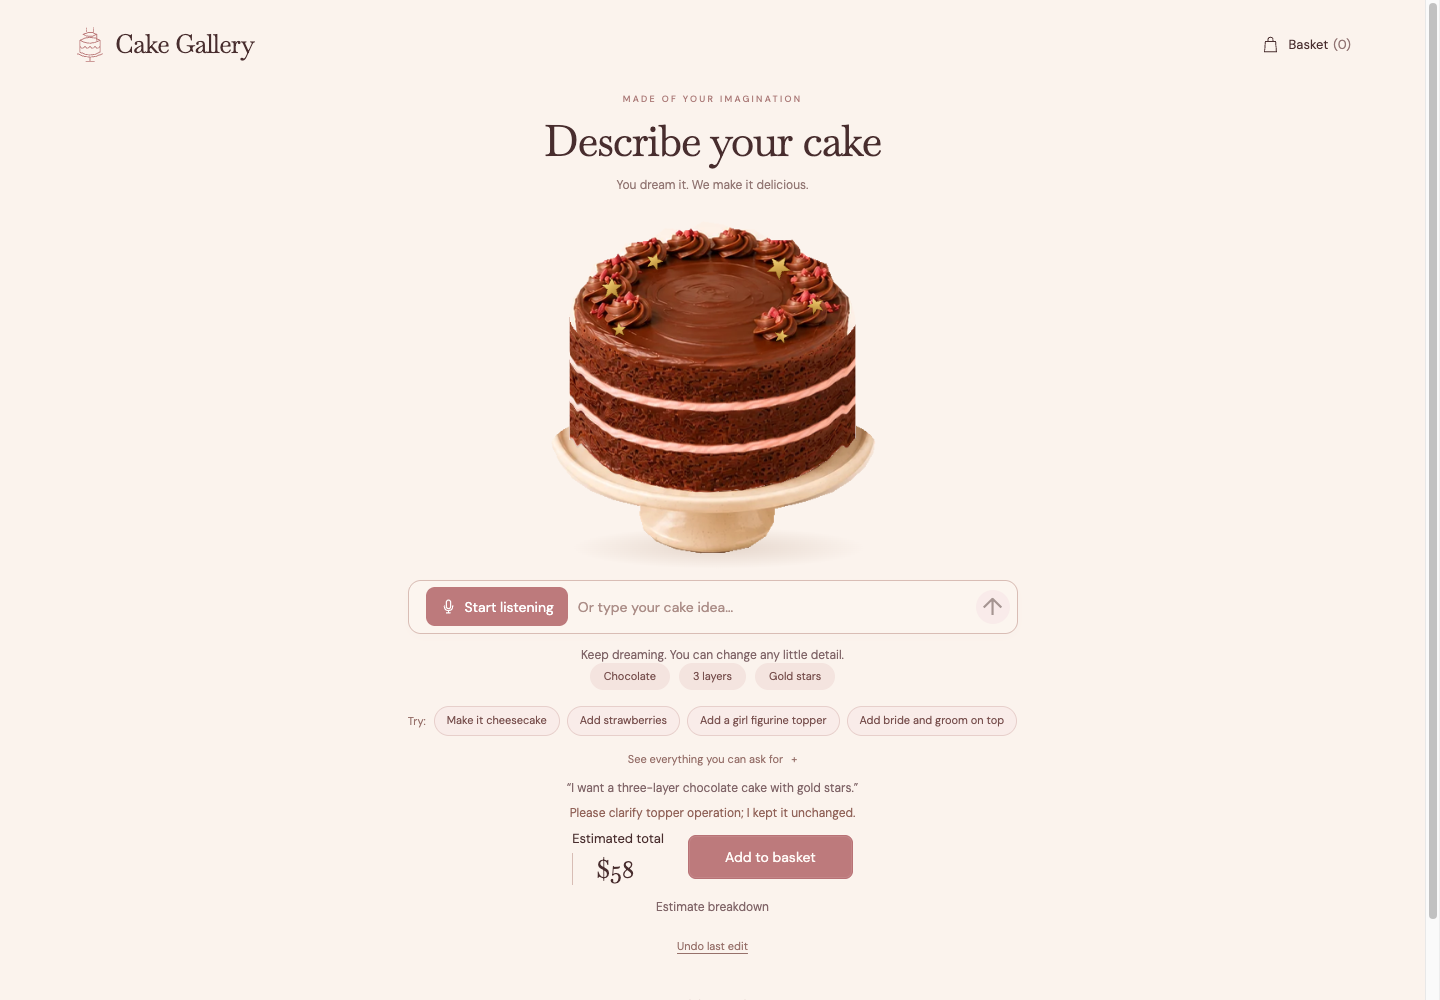 Cake Gallery
Basket (0)
MADE OF YOUR IMAGINATION
Describe your cake
You dream it. We make it delicious.
Start listening
Or type your cake idea...
Keep dreaming. You can change any little detail.
Chocolate
3 layers
Gold stars
Try:
Make it cheesecake
Add strawberries
Add a girl figurine topper
Add bride and groom on top
See everything you can ask for +
“I want a three-layer chocolate cake with gold stars.”
Please clarify topper operation; I kept it unchanged.
Estimated total
$58
Add to basket
Estimate breakdown
Undo last edit